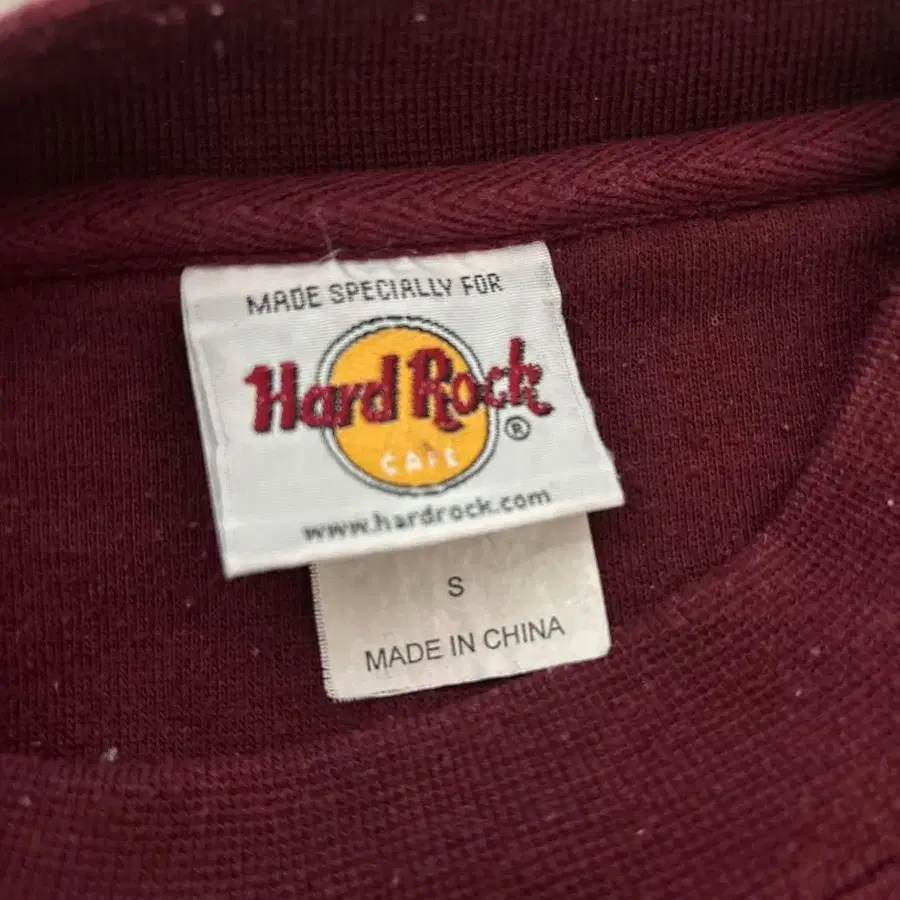 MADE SPECIALLY FOR
Hard Rock
®
CAFE
www.hardrock.com
S
MADE IN CHINA